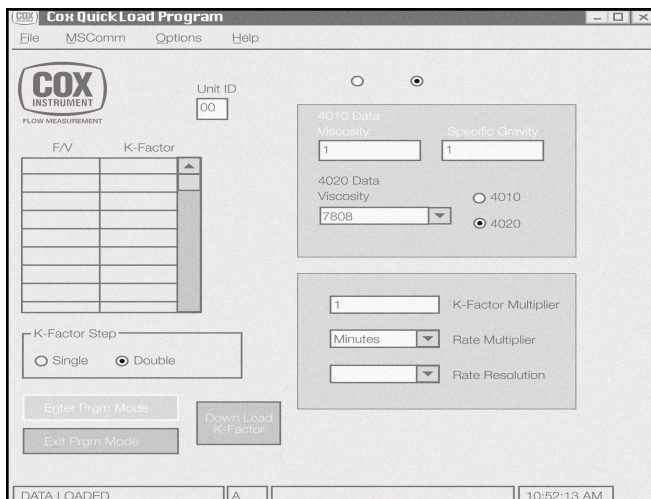 COX Cox QuickLoad Program
File MSComm Options Help
COX
INSTRUMENT
FLOW MEASUREMENT
Unit ID
00
F/V K-Factor
K-Factor Step
Single Double
Enter Prgm Mode
Exit Prgm Mode
Down Load
K-Factor
4010 Data
Viscosity Specific Gravity
1 1
4020 Data
Viscosity
7808
4010
4020
1 K-Factor Multiplier
Minutes Rate Multiplier
Rate Resolution
DATA LOADED A 10:52:13 AM